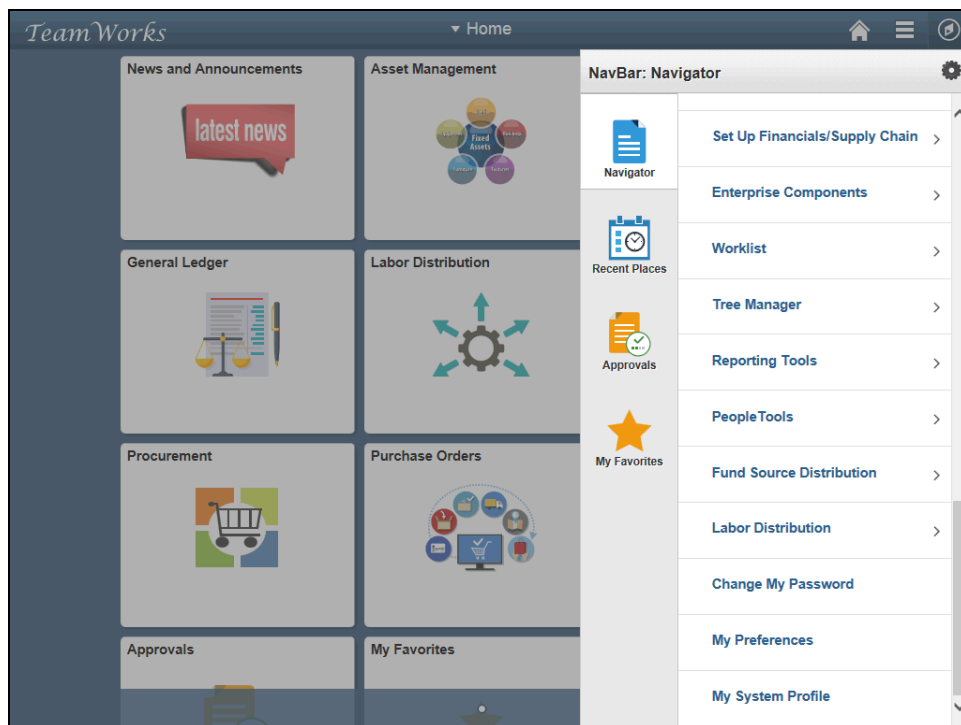 TeamWorks
Home
News and Announcements
latest news
Asset Management
Fixed
Assets
General Ledger
Labor Distribution
Procurement
Purchase Orders
Approvals
My Favorites
NavBar: Navigator
Navigator
Recent Places
Approvals
My Favorites
Set Up Financials/Supply Chain
Enterprise Components
Worklist
Tree Manager
Reporting Tools
PeopleTools
Fund Source Distribution
Labor Distribution
Change My Password
My Preferences
My System Profile